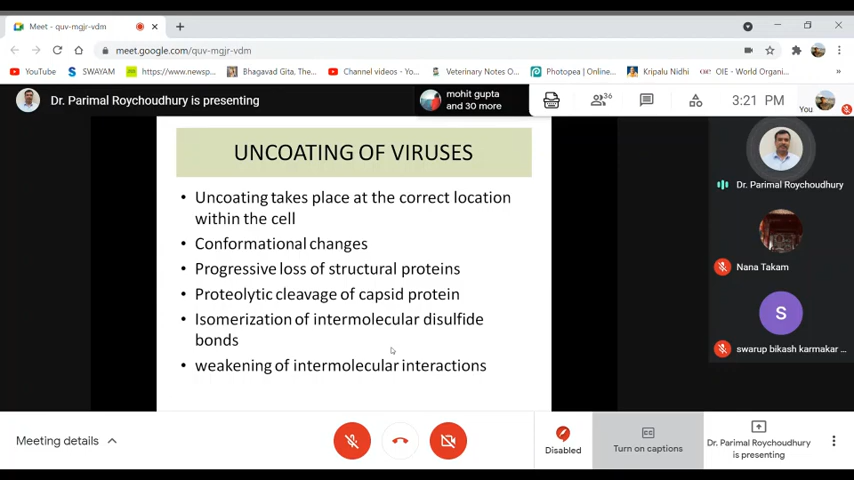 Meet - quv-mgjr-vdm
meet.google.com/quv-mgjr-vdm
YouTube
SWAYAM
https://www.newsp...
Bhagavad Gita. The...
Channel videos - Yo...
Veterinary Notes O...
Photopea | Online...
Kripalu Nidhi
OIE - World Organi...
Dr. Parimal Roychoudhury is presenting
mohit gupta
and 30 more
36
3:21 PM
You
UNCOATING OF VIRUSES
• Uncoating takes place at the correct location
within the cell
• Conformational changes
• Progressive loss of structural proteins
• Proteolytic cleavage of capsid protein
• Isomerization of intermolecular disulfide
bonds
• weakening of intermolecular interactions
Dr. Parimal Roychoudhury
Nana Takam
S
swarup bikash karmakar ...
Meeting details
Disabled
CC
Turn on captions
Dr. Parimal Roychoudhury
is presenting